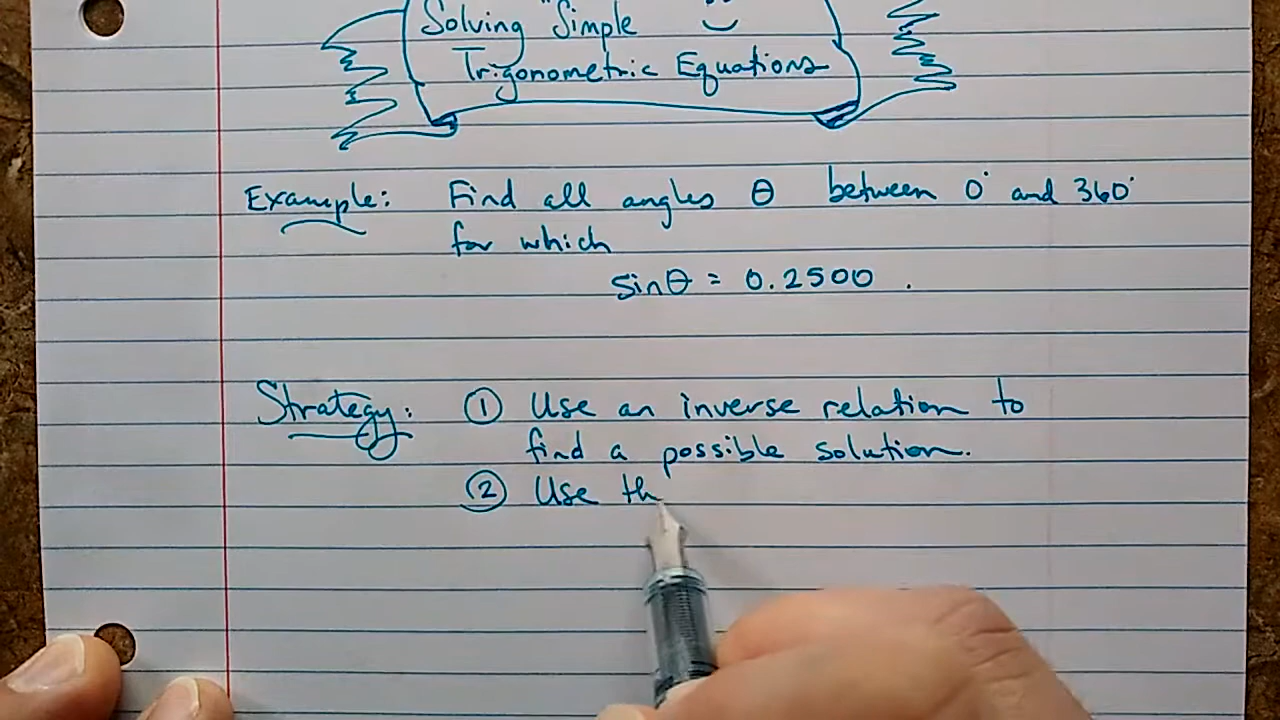 Solving "Simple
Trigonometric Equations
Example: Find all angles θ between 0° and 360°
for which
sinθ = 0.2500 .
Strategy: ① Use an inverse relation to
find a possible solution.
② Use th